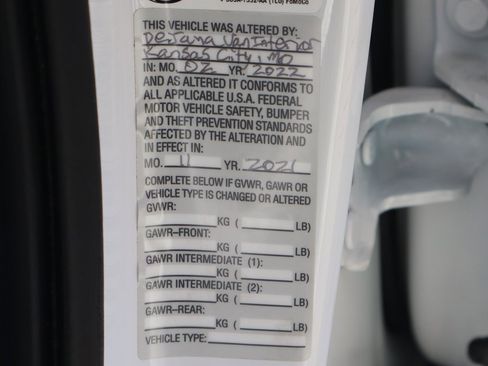 THIS VEHICLE WAS ALTERED BY:
Van Interior
Kansas City, MO
IN: MO. 02 YR. 2022
AND AS ALTERED IT CONFORMS TO
ALL APPLICABLE U.S.A. FEDERAL
MOTOR VEHICLE SAFETY, BUMPER
AND THEFT PREVENTION STANDARDS
AFFECTED BY THE ALTERATION AND
IN EFFECT IN:
MO. 11 YR. 2021
COMPLETE BELOW IF GVWR, GAWR OR
VEHICLE TYPE IS CHANGED OR ALTERED
GVWR:
KG ( LB)
GAWR-FRONT:
KG ( LB)
GAWR INTERMEDIATE (1):
KG ( LB)
GAWR INTERMEDIATE (2):
KG ( LB)
GAWR-REAR:
KG ( LB)
VEHICLE TYPE: